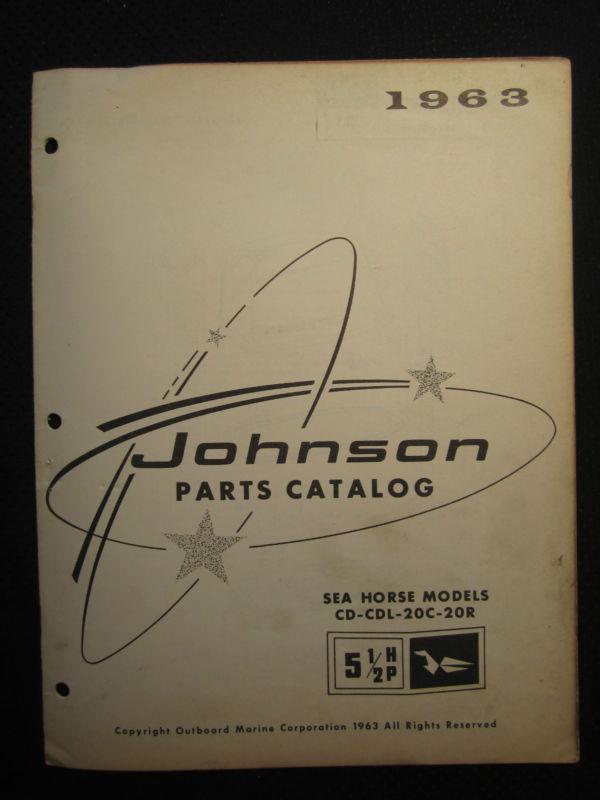 1963
Johnson
PARTS CATALOG
SEA HORSE MODELS
CD-CDL-20C-20R
5 1/2 HP
Copyright Outboard Marine Corporation 1963 All Rights Reserved